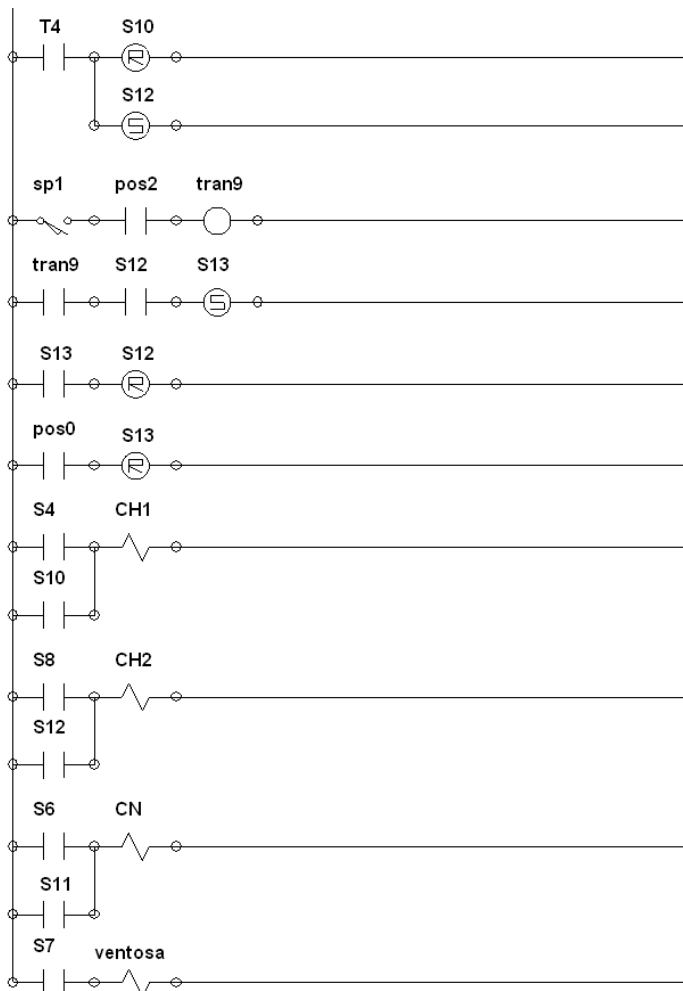 T4 S10
R
S12
S
sp1 pos2 tran9
tran9 S12 S13
S
S13 S12
R
pos0 S13
R
S4 CH1
S10
S8 CH2
S12
S6 CN
S11
S7 ventosa